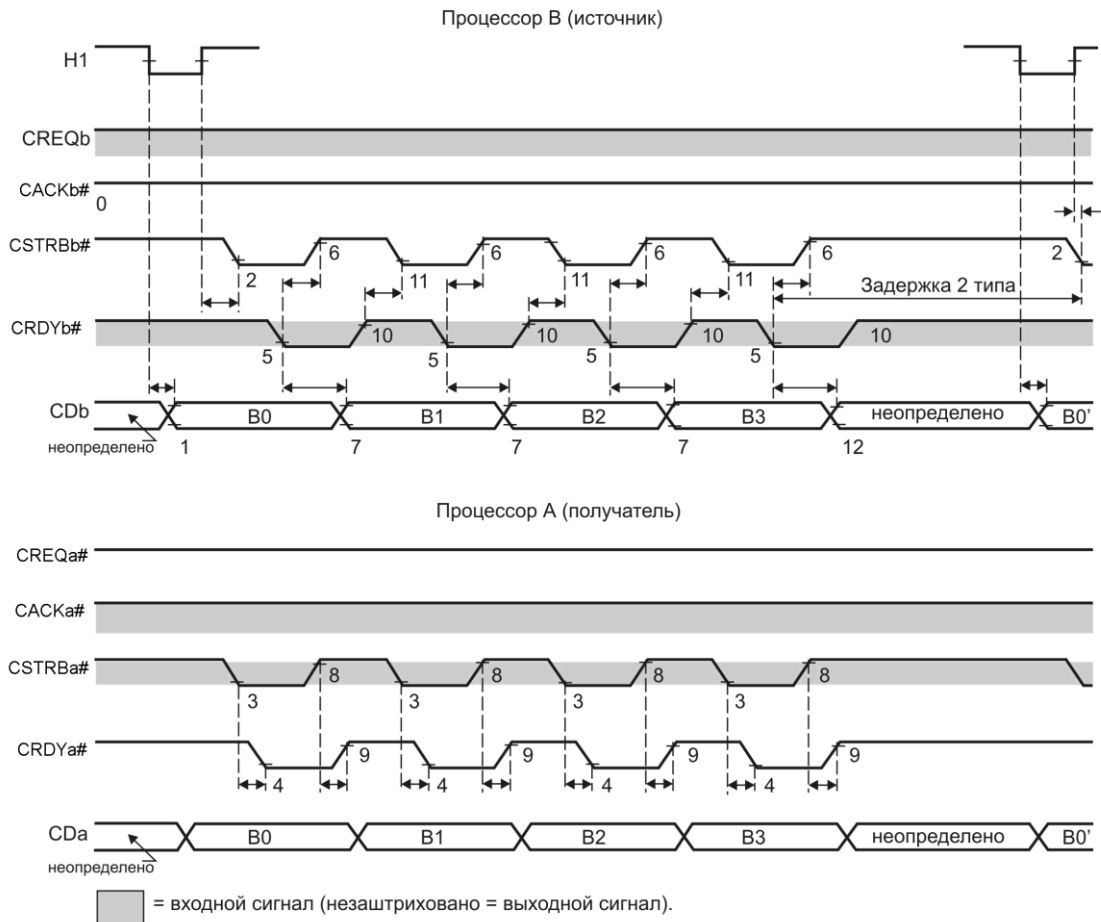 Процессор В (источник)
H1
CREQb
CACKb#
0
CSTRBb#
2 6 11 6 11 6 11 6 2
Задержка 2 типа
CRDYb#
5 10 5 10 5 10 5 10
CDb
B0 B1 B2 B3 неопределено B0'
неопределено
1 7 7 7 12
Процессор А (получатель)
CREQa#
CACKa#
CSTRBa#
3 8 3 8 3 8 3 8
CRDYa#
4 9 4 9 4 9 4 9
CDa
B0 B1 B2 B3 неопределено B0'
неопределено
= входной сигнал (незаштриховано = выходной сигнал).